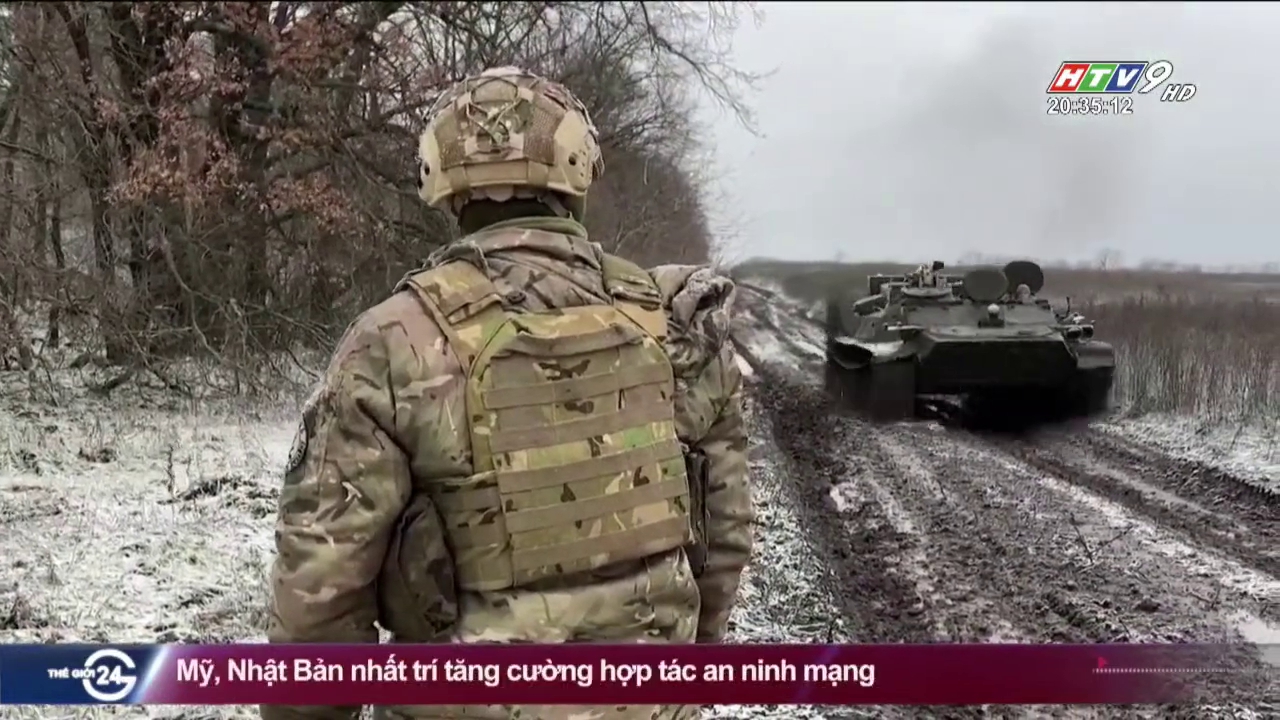 HTV9 HD
20:35:12
THẾ GIỚI 24G
Mỹ, Nhật Bản nhất trí tăng cường hợp tác an ninh mạng